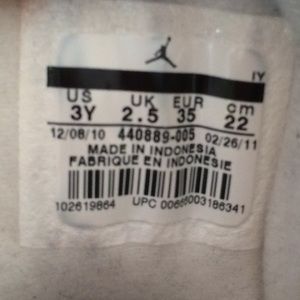 IY
US UK EUR cm
3Y 2.5 35 22
12/08/10 440889-005 02/26/11
MADE IN INDONESIA
FABRIQUE EN INDONESIE
102619864 UPC 00666003186341